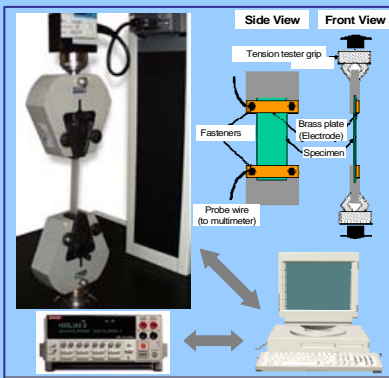 Side View
Front View
Tension tester grip
Brass plate
(Electrode)
Fasteners
Specimen
Probe wire
(to multimeter)